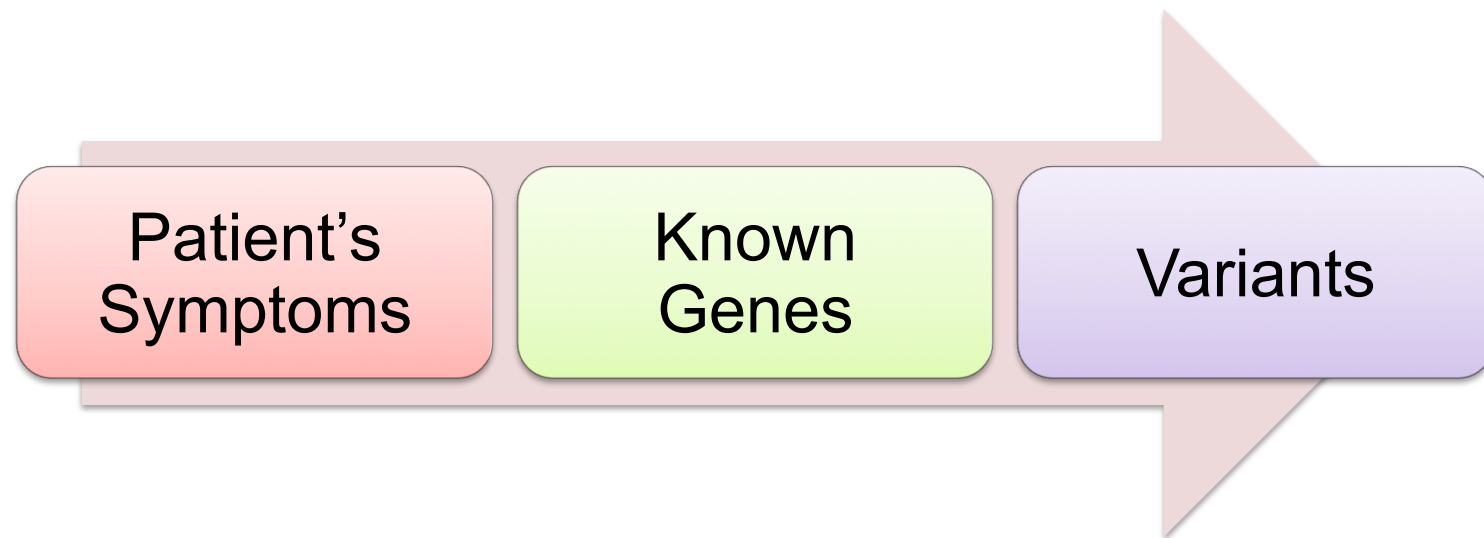 Patient’s
Symptoms
Known
Genes
Variants